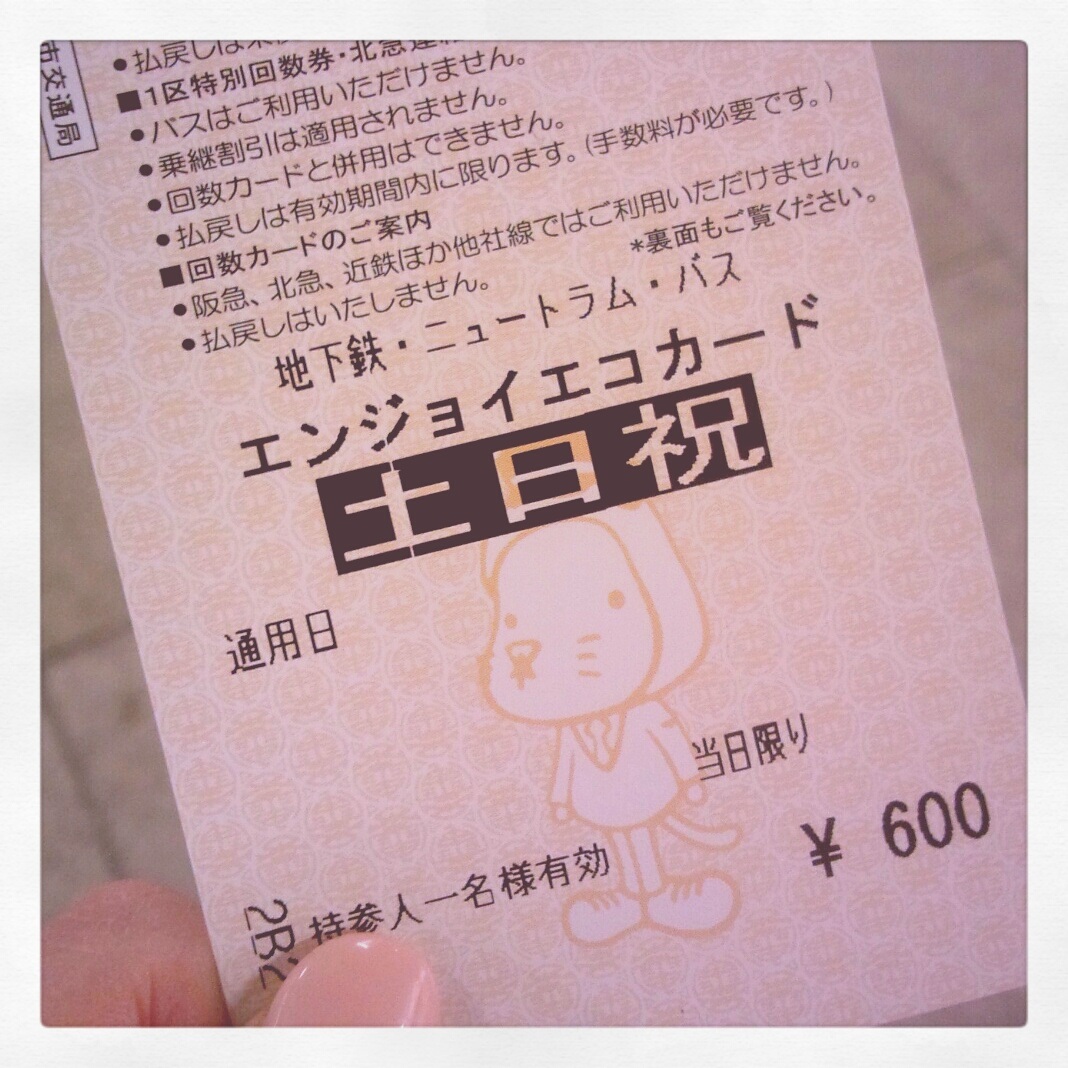 市交通局
●払戻しは
■1区特別回数券・北急連絡
●バスはご利用いただけません。
●乗継割引は適用されません。
●回数カードと併用はできません。
●払戻しは有効期間内に限ります。(手数料が必要です。)
■回数カードのご案内
●阪急、北急、近鉄ほか他社線ではご利用いただけません。
●払戻しはいたしません。
*裏面もご覧ください。
地下鉄・ニュートラム・バス
エンジョイエコカード
土日祝
通用日
当日限り
¥ 600
持参人一名様有効
2B